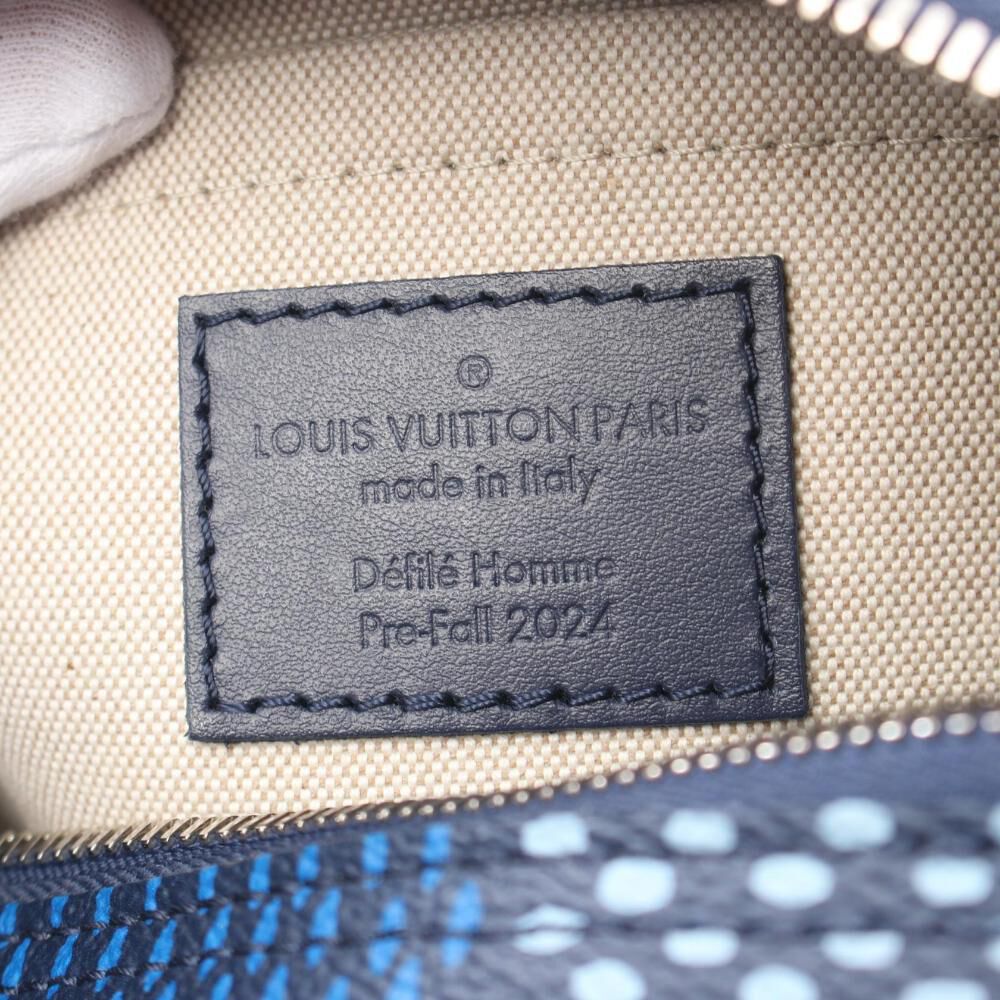 ®
LOUIS VUITTON PARIS
made in Italy
Défilé Homme
Pre-Fall 2024